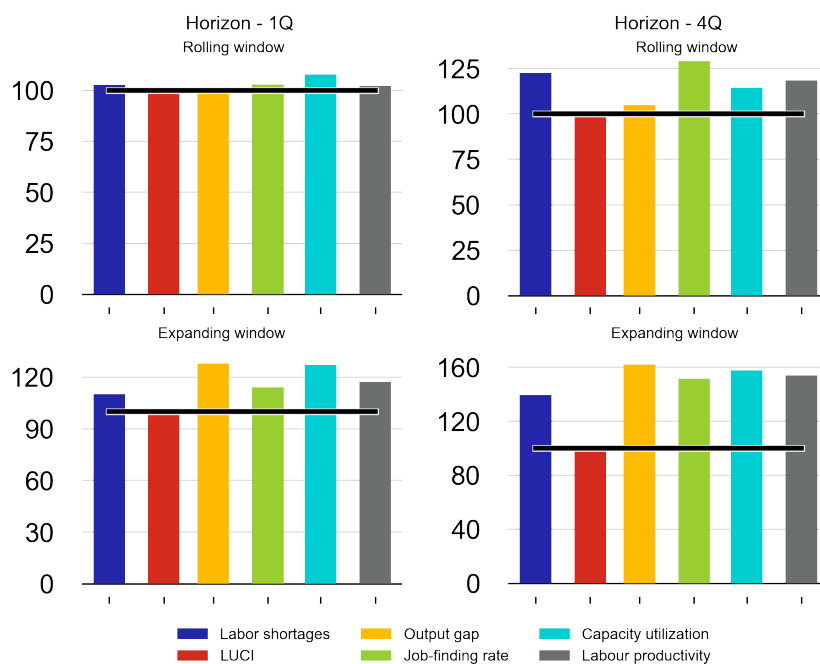 Horizon - 1Q
Rolling window
100
75
50
25
0
Horizon - 4Q
Rolling window
125
100
75
50
25
0
Expanding window
120
90
60
30
0
Expanding window
160
120
80
40
0
Labor shortages
Output gap
Capacity utilization
LUCI
Job-finding rate
Labour productivity